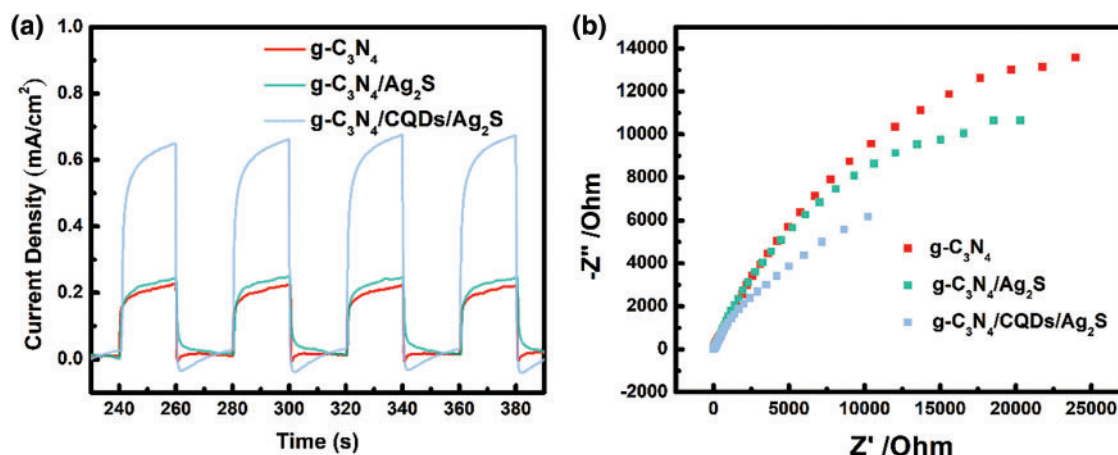 (a)
g-C₃N₄
g-C₃N₄/Ag₂S
g-C₃N₄/CQDs/Ag₂S
1.0
0.8
0.6
0.4
0.2
0.0
Current Density (mA/cm²)
240 260 280 300 320 340 360 380
Time (s)
(b)
14000
12000
10000
8000
6000
4000
2000
0
-2000
-Z'' /Ohm
g-C₃N₄
g-C₃N₄/Ag₂S
g-C₃N₄/CQDs/Ag₂S
0 5000 10000 15000 20000 25000
Z' /Ohm